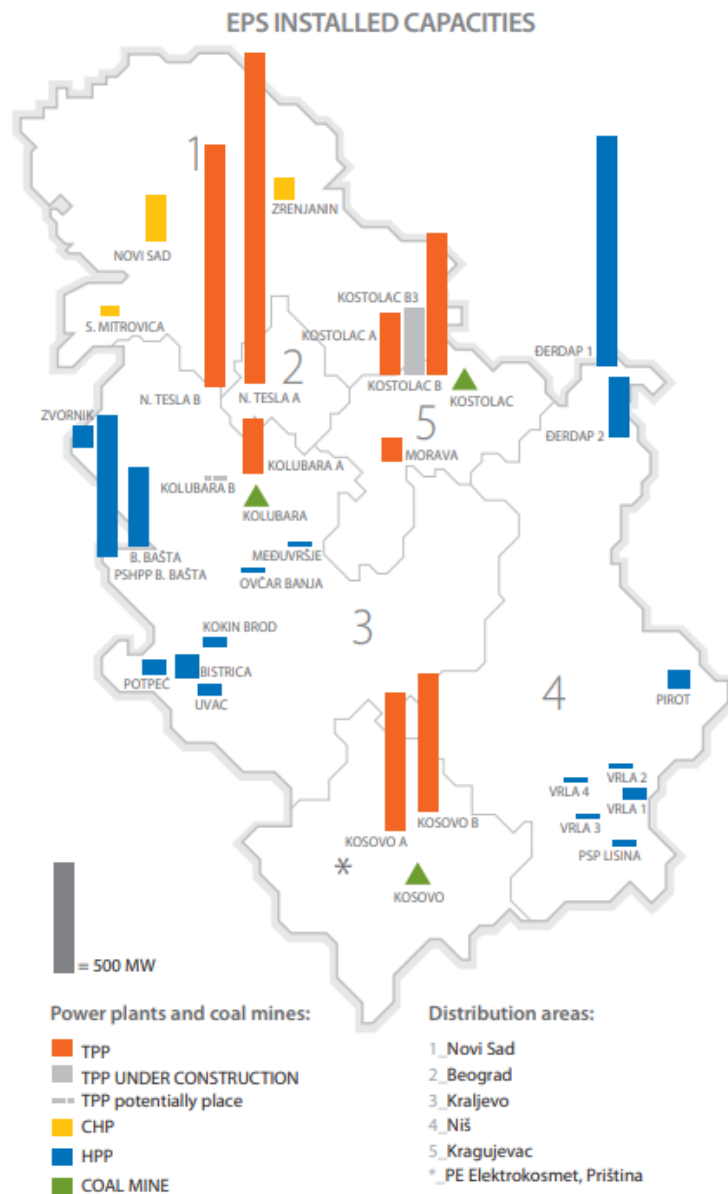 EPS INSTALLED CAPACITIES
1
ZRENJANIN
NOVI SAD
S. MITROVICA
KOSTOLAC B3
KOSTOLAC A
ĐERDAP 1
2
N. TESLA B
N. TESLA A
KOSTOLAC B
KOSTOLAC
ZVORNIK
5
ĐERDAP 2
MORAVA
KOLUBARA A
KOLUBARA B
KOLUBARA
B. BAŠTA
MEĐUVRŠJE
PSHPP B. BAŠTA
OVČAR BANJA
3
KOKIN BROD
POTPEČ
BISTRICA
UVAC
4
PIROT
VRLA 2
VRLA 4
VRLA 1
VRLA 3
KOSOVO B
KOSOVO A
PSP LISINA
*
KOSOVO
= 500 MW
Power plants and coal mines:
TPP
TPP UNDER CONSTRUCTION
TPP potentially place
CHP
HPP
COAL MINE
Distribution areas:
1_Novi Sad
2_Beograd
3_Kraljevo
4_Niš
5_Kragujevac
*_PE Elektrokosmet, Priština